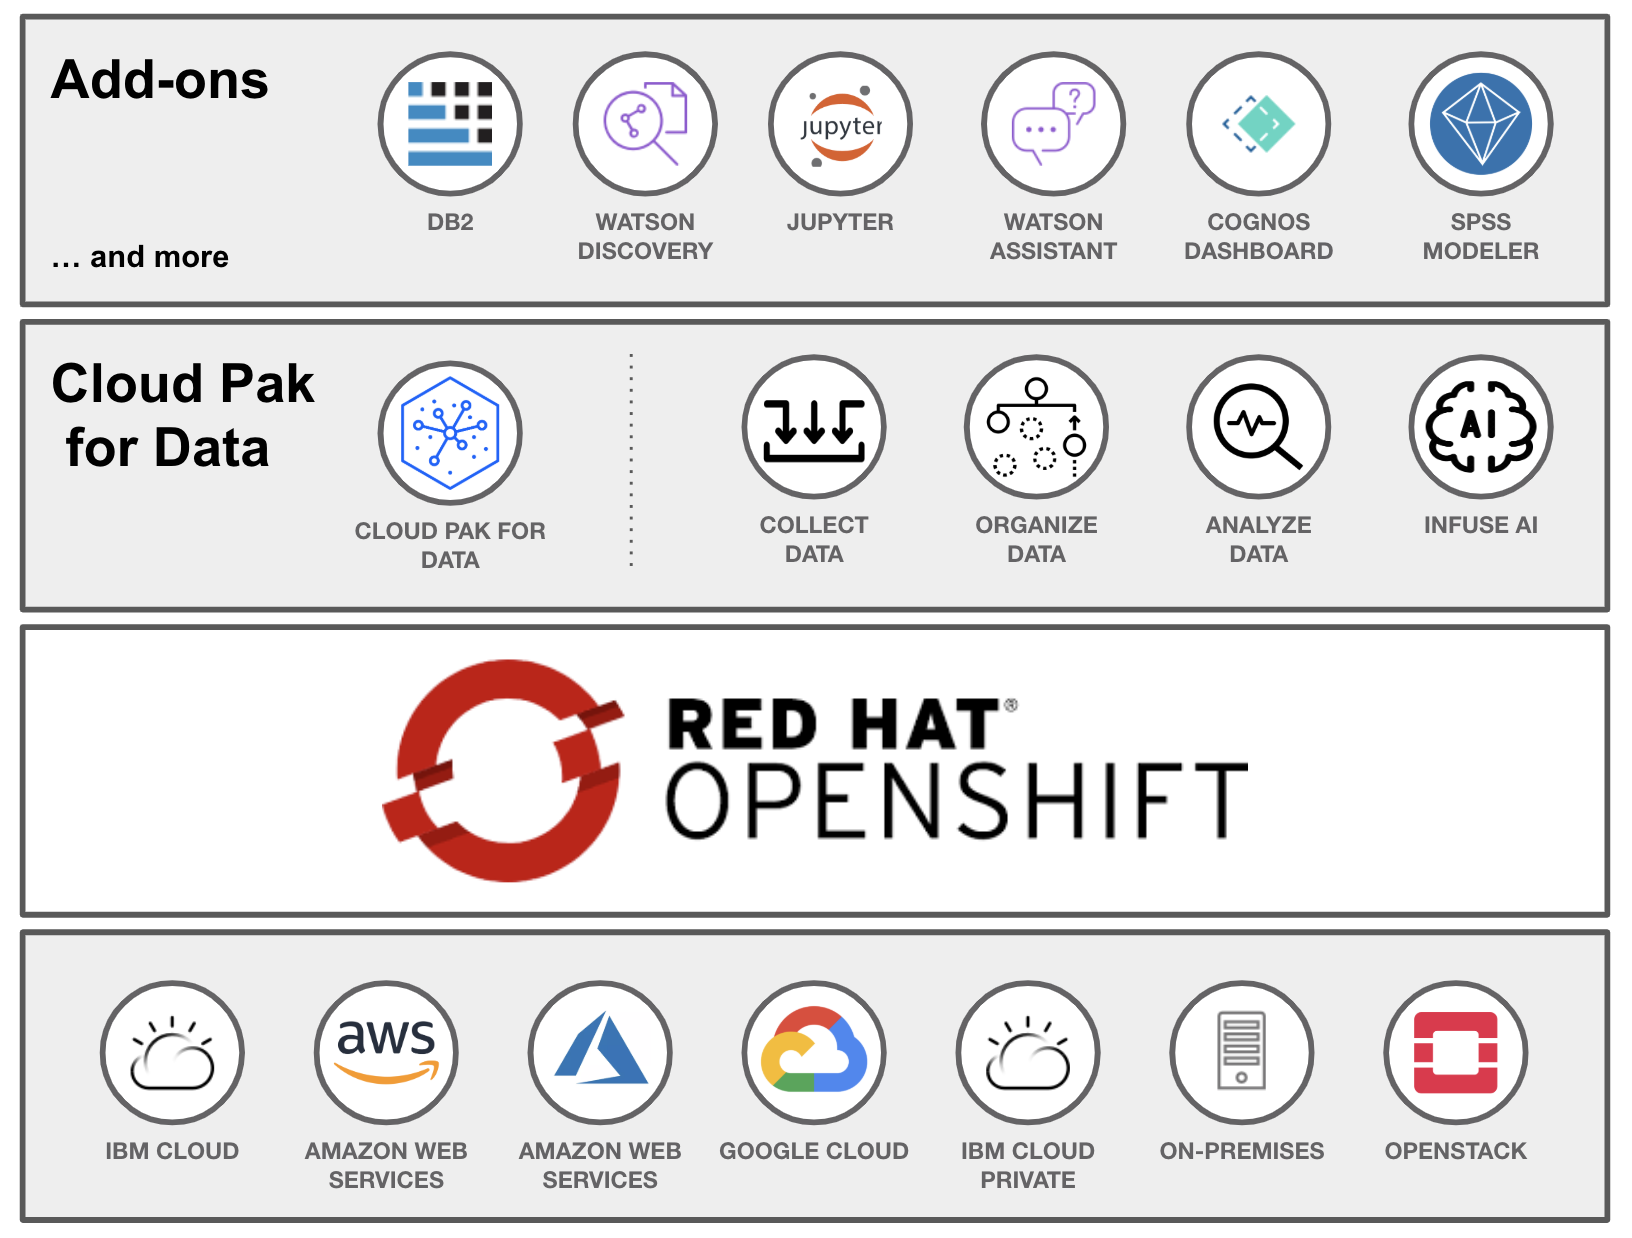 Add-ons
jupyter
?
DB2
WATSON
DISCOVERY
JUPYTER
WATSON
ASSISTANT
COGNOS
DASHBOARD
SPSS
MODELER
... and more
Cloud Pak
for Data
AI
CLOUD PAK FOR
DATA
COLLECT
DATA
ORGANIZE
DATA
ANALYZE
DATA
INFUSE AI
RED HAT®
OPENSHIFT
aws
IBM CLOUD
AMAZON WEB
SERVICES
AMAZON WEB
SERVICES
GOOGLE CLOUD
IBM CLOUD
PRIVATE
ON-PREMISES
OPENSTACK